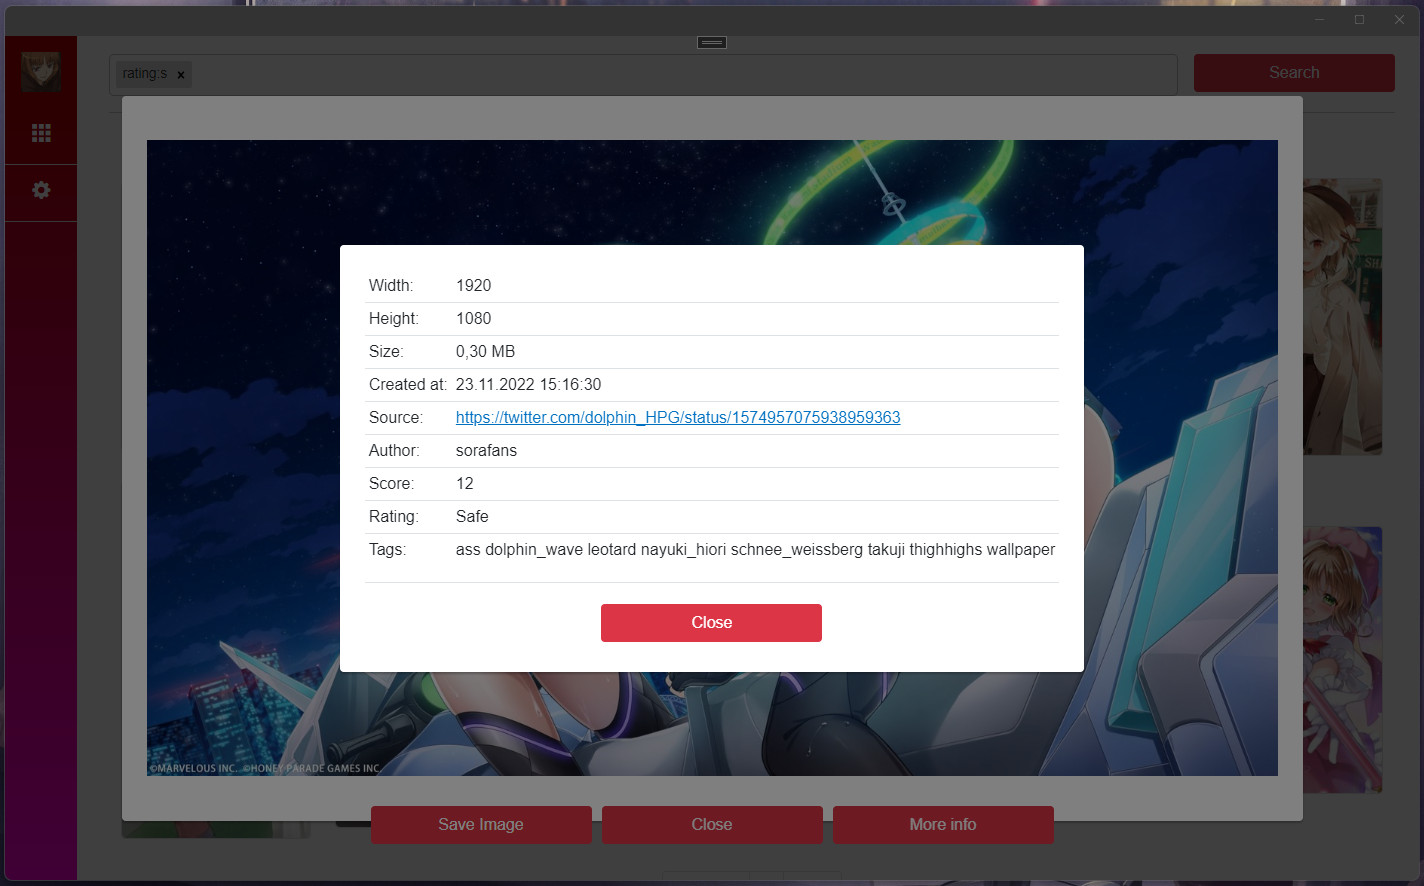 rating:s ×
Search
Width: 1920
Height: 1080
Size: 0,30 MB
Created at: 23.11.2022 15:16:30
Source: https://twitter.com/dolphin_HPG/status/1574957075938959363
Author: sorafans
Score: 12
Rating: Safe
Tags: ass dolphin_wave leotard nayuki_hiori schnee_weissberg takuji thighhighs wallpaper
Close
©MARVELOUS INC. ©HONEY PARADE GAMES INC.
Save Image Close More info